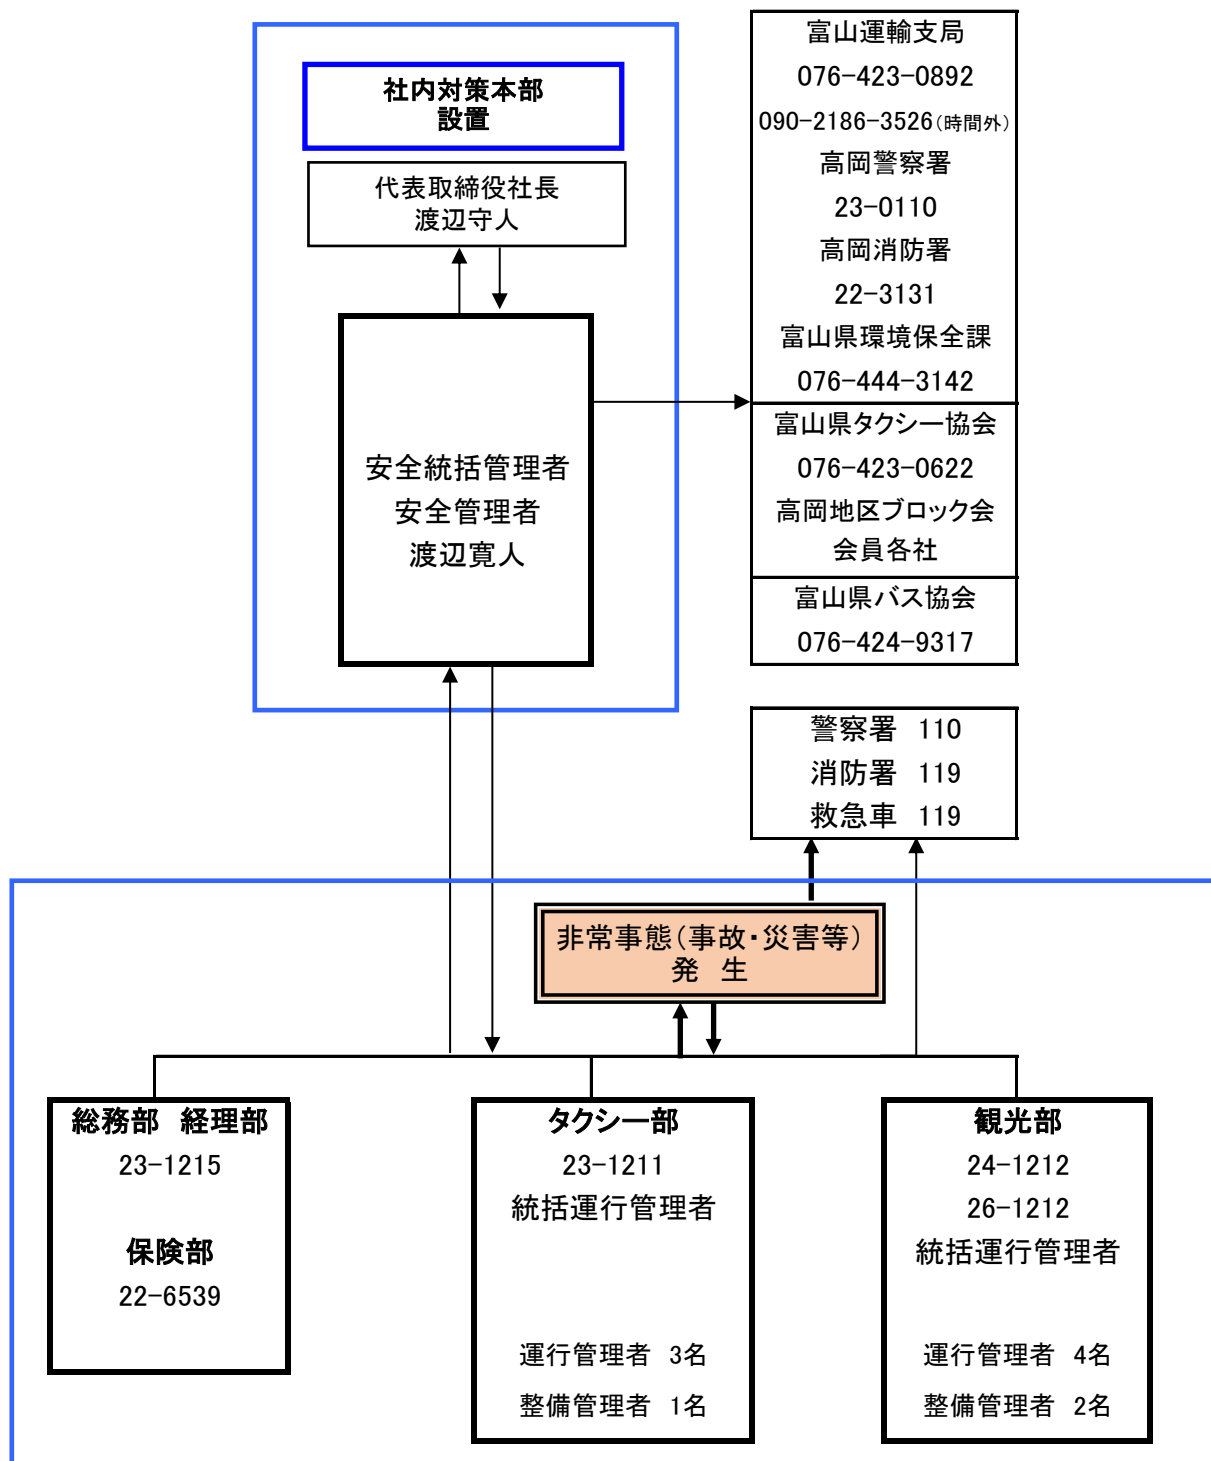 社内対策本部
設置
代表取締役社長
渡辺守人
安全統括管理者
安全管理者
渡辺寛人
富山運輸支局
076-423-0892
090-2186-3526(時間外)
高岡警察署
23-0110
高岡消防署
22-3131
富山県環境保全課
076-444-3142
富山県タクシー協会
076-423-0622
高岡地区ブロック会
会員各社
富山県バス協会
076-424-9317
警察署 110
消防署 119
救急車 119
非常事態(事故・災害等)
発 生
総務部 経理部
23-1215
保険部
22-6539
タクシー部
23-1211
統括運行管理者
運行管理者 3名
整備管理者 1名
観光部
24-1212
26-1212
統括運行管理者
運行管理者 4名
整備管理者 2名